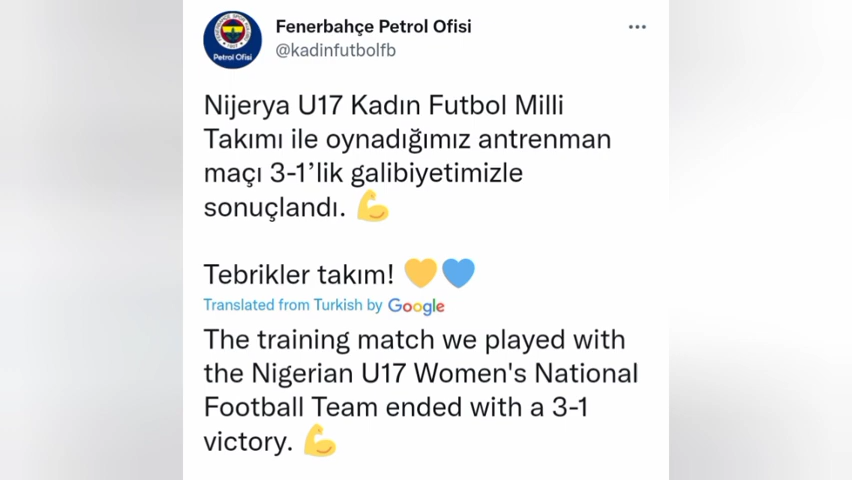 Fenerbahçe Petrol Ofisi
@kadinfutbolfb
Petrol Ofisi
Nijerya U17 Kadın Futbol Milli
Takımı ile oynadığımız antrenman
maçı 3-1’lik galibiyetimizle
sonuçlandı. 💪
Tebrikler takım! 💛💙
Translated from Turkish by Google
The training match we played with
the Nigerian U17 Women's National
Football Team ended with a 3-1
victory. 💪